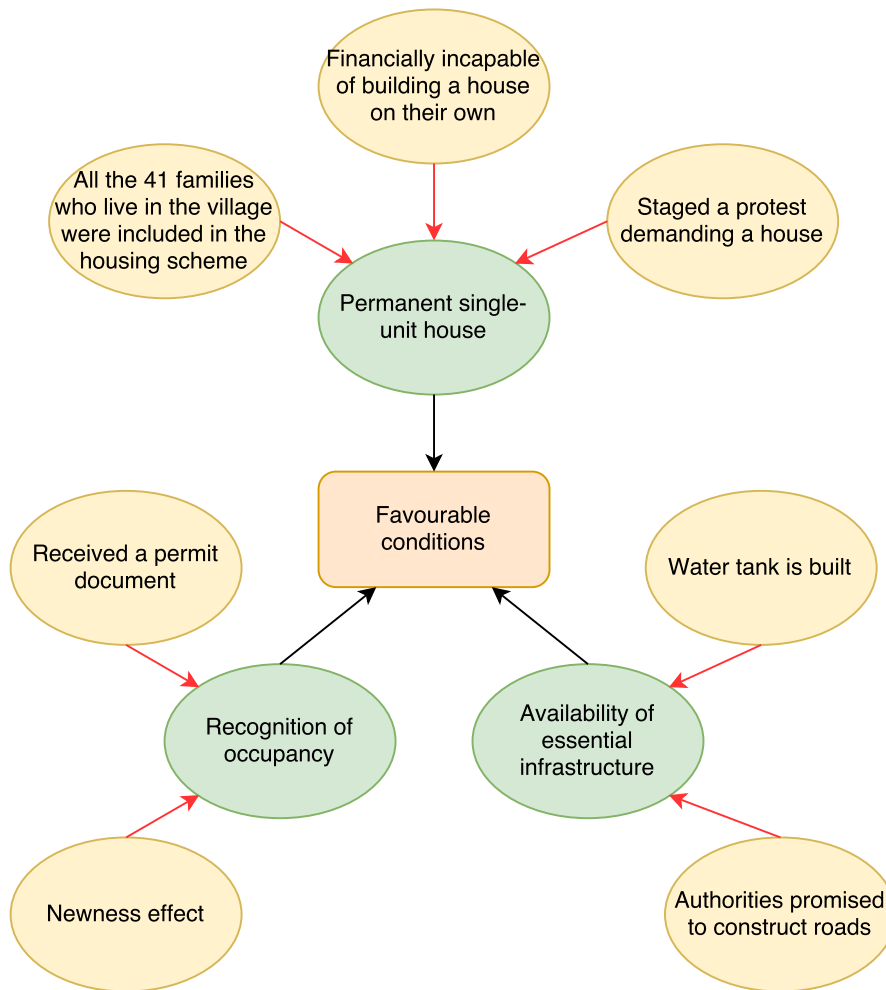 Financially incapable
of building a house
on their own
All the 41 families
who live in the village
were included in the
housing scheme
Staged a protest
demanding a house
Permanent single-
unit house
Favourable
conditions
Received a permit
document
Water tank is built
Recognition of
occupancy
Availability of
essential
infrastructure
Newness effect
Authorities promised
to construct roads